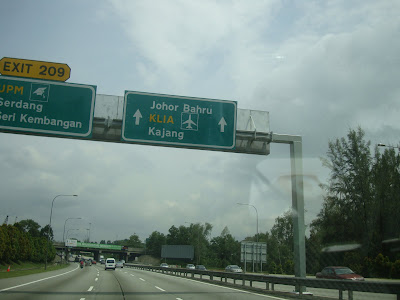 EXIT 209
UPM
Serdang
Seri Kembangan
Johor Bahru
KLIA
Kajang